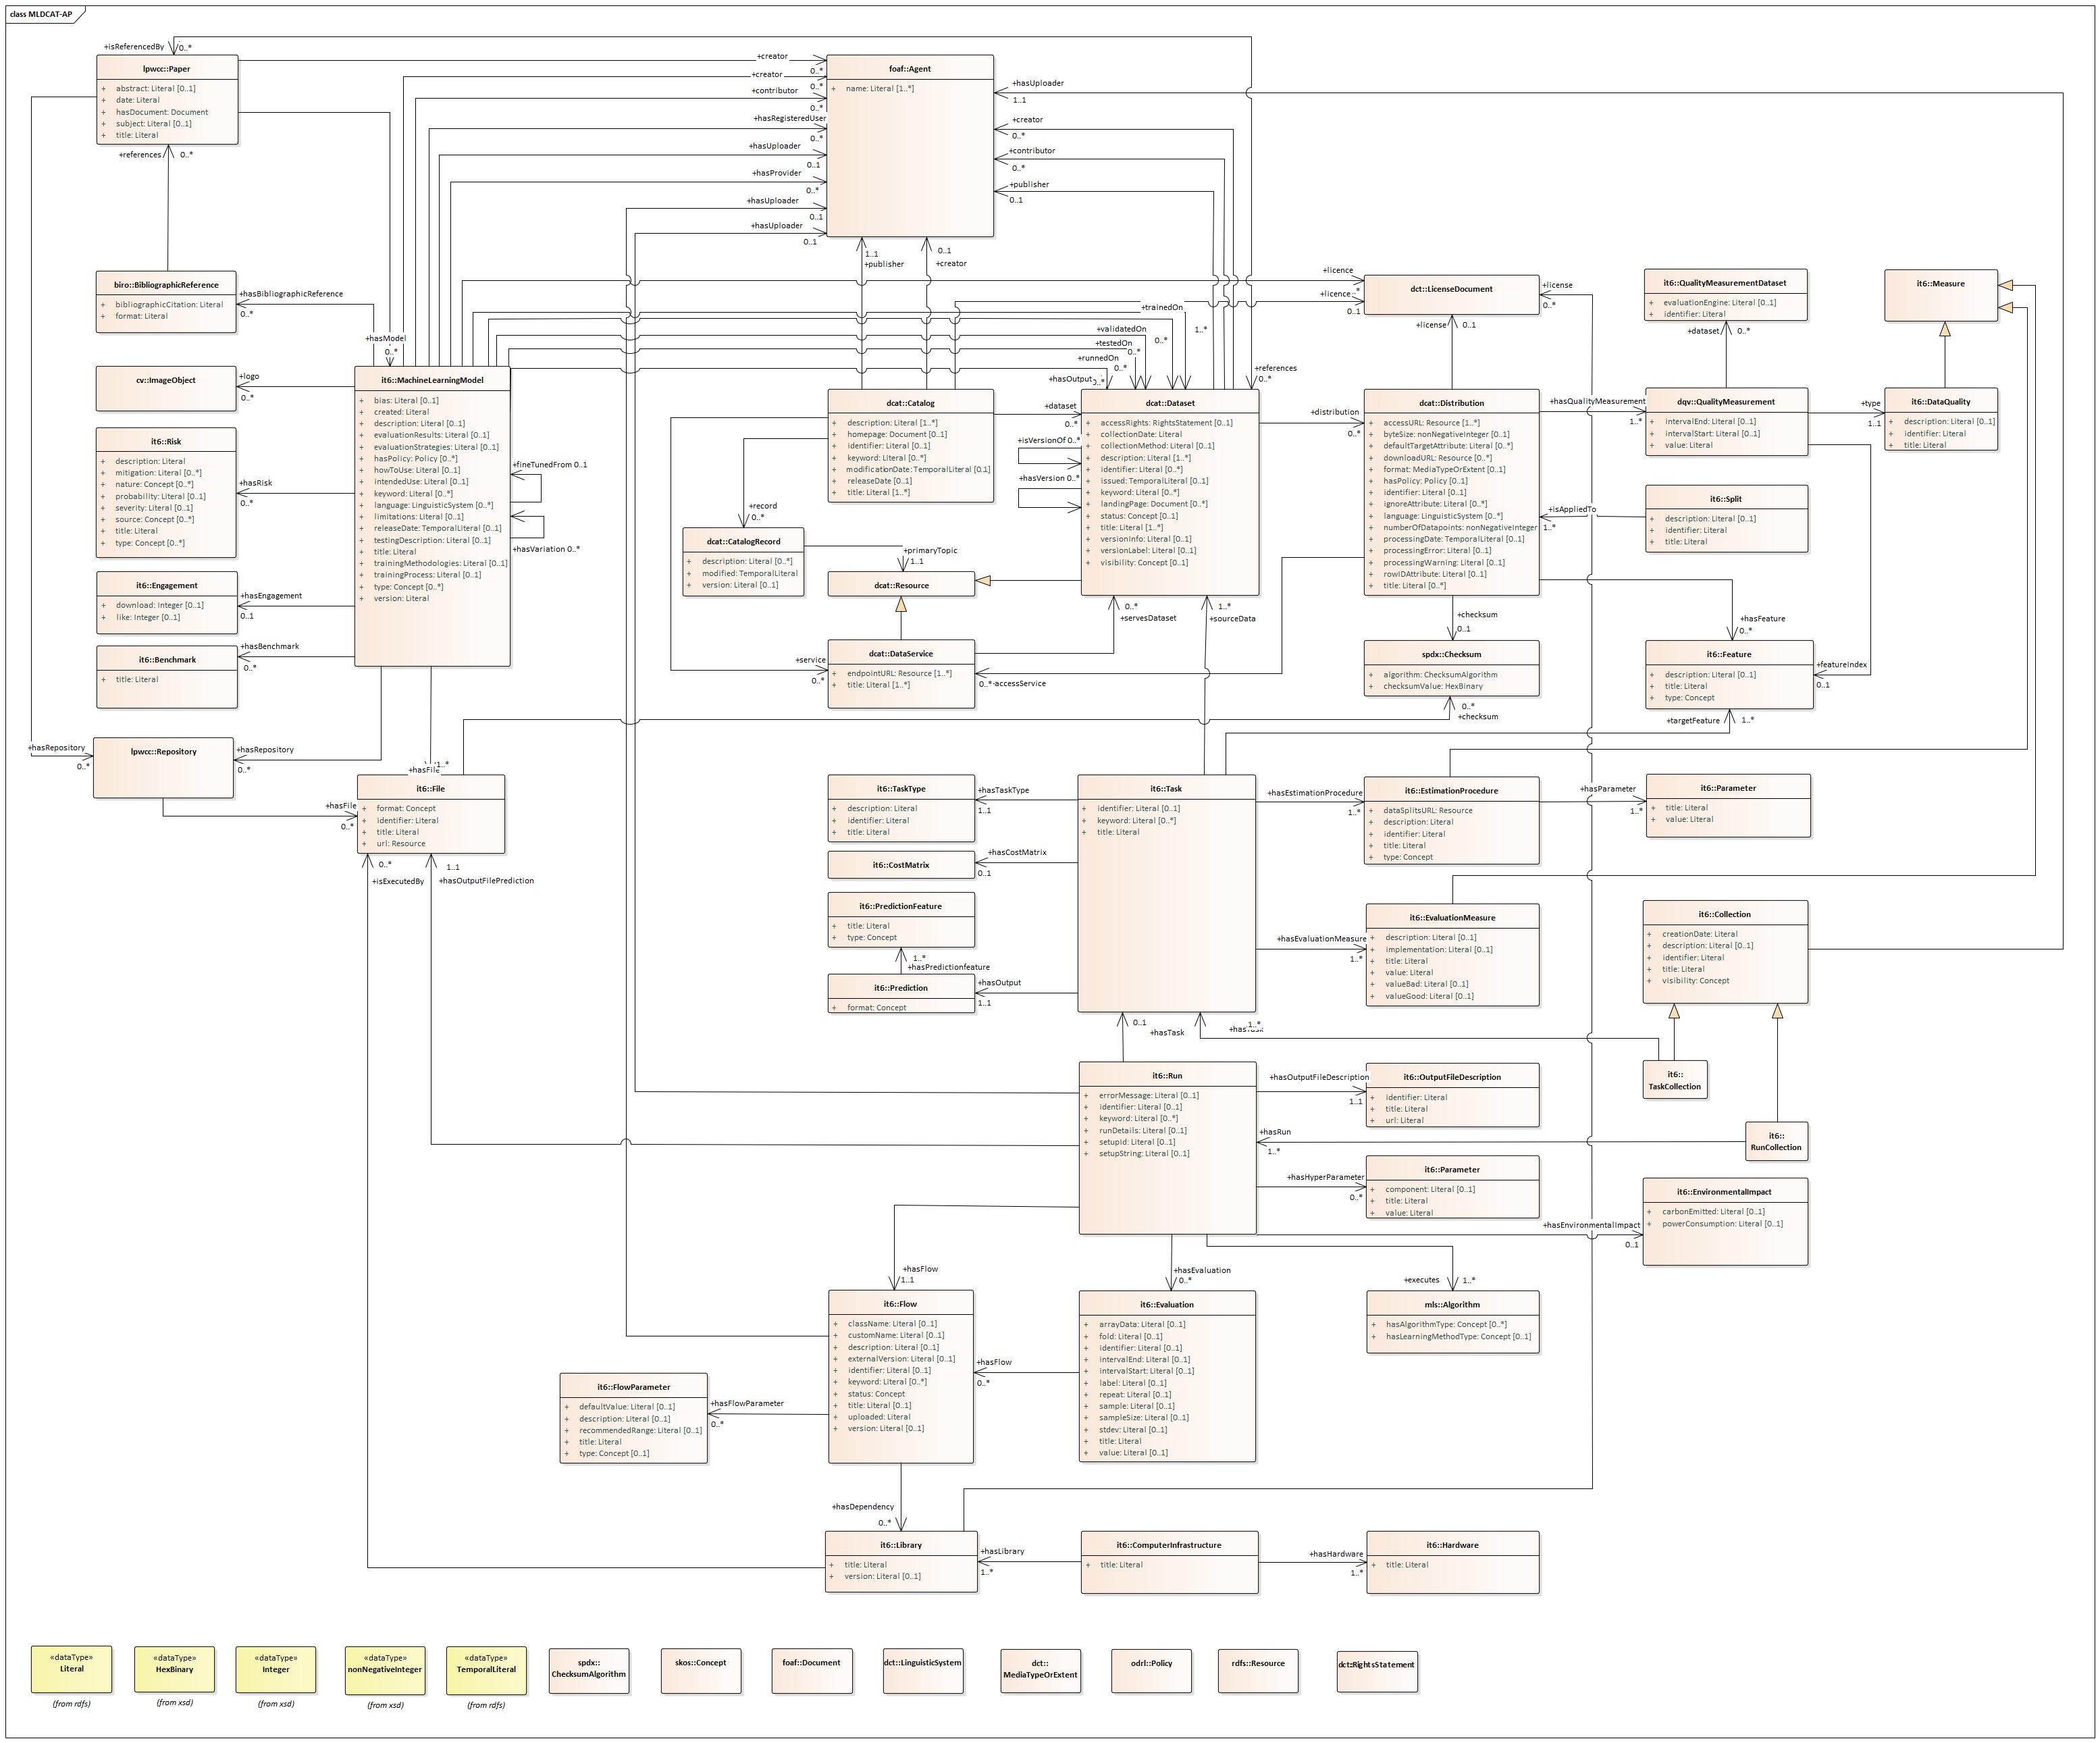 class MLDCAT-AP
+isReferencedBy
0..*
lpwcc::Paper
+ abstract: Literal [0..1]
+ date: Literal
+ hasDocument: Document
+ subject: Literal [0..1]
+ title: Literal
+references
0..*
+creator
0..*
+creator
0..*
+contributor
0..*
+hasRegisteredUser
0..*
+hasUploader
0..1
+hasProvider
0..*
+hasUploader
0..1
+hasUploader
0..1
foaf::Agent
+ name: Literal [1..*]
+hasUploader
1..1
+creator
0..*
+contributor
0..*
+publisher
0..1
1..1
+publisher
0..1
+creator
biro::BibliographicReference
+ bibliographicCitation: Literal
+ format: Literal
+hasBibliographicReference
0..*
+hasModel
0..*
+licence
..*
+licence
0..1
+trainedOn
1..*
+validatedOn
0..*
+testedOn
0..*
+runnedOn
0..*
+hasOutput
0..*
+references
0..*
dct::LicenseDocument
+license
0..*
+license
0..1
it6::QualityMeasurementDataset
+ evaluationEngine: Literal [0..1]
+ identifier: Literal
+dataset
0..*
it6::Measure
cv::ImageObject
+logo
0..*
it6::Risk
+ description: Literal
+ mitigation: Literal [0..*]
+ nature: Concept [0..*]
+ probability: Literal [0..1]
+ severity: Literal [0..1]
+ source: Concept [0..*]
+ title: Literal
+ type: Concept [0..*]
+hasRisk
0..*
it6::Engagement
+ download: Integer [0..1]
+ like: Integer [0..1]
+hasEngagement
0..1
it6::Benchmark
+ title: Literal
+hasBenchmark
0..*
it6::MachineLearningModel
+ bias: Literal [0..1]
+ created: Literal
+ description: Literal [0..1]
+ evaluationResults: Literal [0..1]
+ evaluationStrategies: Literal [0..1]
+ hasPolicy: Policy [0..*]
+ howToUse: Literal [0..1]
+ intendedUse: Literal [0..1]
+ keyword: Literal [0..*]
+ language: LinguisticSystem [0..*]
+ limitations: Literal [0..1]
+ releaseDate: TemporalLiteral [0..1]
+ testingDescription: Literal [0..1]
+ title: Literal
+ trainingMethodologies: Literal [0..1]
+ trainingProcess: Literal [0..1]
+ type: Concept [0..*]
+ version: Literal
+fineTunedFrom 0..1
+hasVariation 0..*
dcat::Catalog
+ description: Literal [1..*]
+ homepage: Document [0..1]
+ identifier: Literal [0..1]
+ keyword: Literal [0..*]
+ modificationDate: TemporalLiteral [0..1]
+ releaseDate [0..1]
+ title: Literal [1..*]
+dataset
0..*
+isVersionOf 0..*
+hasVersion 0..*
dcat::Dataset
+ accessRights: RightsStatement [0..1]
+ collectionDate: Literal
+ collectionMethod: Literal [0..1]
+ description: Literal [1..*]
+ identifier: Literal [0..*]
+ issued: TemporalLiteral [0..1]
+ keyword: Literal [0..*]
+ landingPage: Document [0..*]
+ status: Concept [0..1]
+ title: Literal [1..*]
+ versionInfo: Literal [0..1]
+ versionLabel: Literal [0..1]
+ visibility: Concept [0..1]
+distribution
0..*
dcat::Distribution
+ accessURL: Resource [1..*]
+ byteSize: nonNegativeInteger [0..1]
+ defaultTargetAttribute: Literal [0..*]
+ downloadURL: Resource [0..*]
+ format: MediaTypeOrExtent [0..1]
+ hasPolicy: Policy [0..1]
+ identifier: Literal [0..1]
+ ignoreAttribute: Literal [0..*]
+ language: LinguisticSystem [0..*]
+ numberOfDatapoints: nonNegativeInteger
+ processingDate: TemporalLiteral [0..1]
+ processingError: Literal [0..1]
+ processingWarning: Literal [0..1]
+ rowIDAttribute: Literal [0..1]
+ title: Literal [0..*]
+hasQualityMeasurement
1..*
dqv::QualityMeasurement
+ intervalEnd: Literal [0..1]
+ intervalStart: Literal [0..1]
+ value: Literal
+type
1..1
it6::DataQuality
+ description: Literal [0..1]
+ identifier: Literal
+ title: Literal
+isAppliedTo
1..*
it6::Split
+ description: Literal [0..1]
+ identifier: Literal
+ title: Literal
+record
0..*
dcat::CatalogRecord
+ description: Literal [0..*]
+ modified: TemporalLiteral
+ version: Literal [0..1]
+primaryTopic
1..1
dcat::Resource
0..*
+servesDataset
1..*
+sourceData
+checksum
0..1
+hasFeature
0..*
dcat::DataService
+ endpointURL: Resource [1..*]
+ title: Literal [1..*]
+service
0..*
0..*
+accessService
spdx::Checksum
+ algorithm: ChecksumAlgorithm
+ checksumValue: HexBinary
0..*
+checksum
it6::Feature
+ description: Literal [0..1]
+ title: Literal
+ type: Concept
+featureIndex
0..1
+targetFeature
1..*
+hasRepository
0..*
lpwcc::Repository
+hasRepository
0..*
+hasFile
1..*
+hasFile
0..*
it6::File
+ format: Concept
+ identifier: Literal
+ title: Literal
+ url: Resource
0..*
+isExecutedBy
1..1
+hasOutputFilePrediction
it6::TaskType
+ description: Literal
+ identifier: Literal
+ title: Literal
+hasTaskType
1..1
it6::CostMatrix
+hasCostMatrix
0..1
it6::PredictionFeature
+ title: Literal
+ type: Concept
1..*
+hasPredictionfeature
it6::Prediction
+ format: Concept
+hasOutput
1..1
it6::Task
+ identifier: Literal [0..1]
+ keyword: Literal [0..*]
+ title: Literal
+hasEstimationProcedure
1..*
it6::EstimationProcedure
+ dataSplitsURL: Resource
+ description: Literal
+ identifier: Literal
+ title: Literal
+ type: Concept
+hasParameter
1..*
it6::Parameter
+ title: Literal
+ value: Literal
+hasEvaluationMeasure
1..*
it6::EvaluationMeasure
+ description: Literal [0..1]
+ implementation: Literal [0..1]
+ title: Literal
+ value: Literal
+ valueBad: Literal [0..1]
+ valueGood: Literal [0..1]
it6::Collection
+ creationDate: Literal
+ description: Literal [0..1]
+ identifier: Literal
+ title: Literal
+ visibility: Concept
0..1
+hasTask
1..*
+hasTask
it6::
TaskCollection
it6::
RunCollection
it6::Run
+ errorMessage: Literal [0..1]
+ identifier: Literal [0..1]
+ keyword: Literal [0..*]
+ runDetails: Literal [0..1]
+ setupId: Literal [0..1]
+ setupString: Literal [0..1]
+hasOutputFileDescription
1..1
it6::OutputFileDescription
+ identifier: Literal
+ title: Literal
+ url: Literal
+hasRun
1..*
+hasHyperParameter
0..*
it6::Parameter
+ component: Literal [0..1]
+ title: Literal
+ value: Literal
+hasEnvironmentalImpact
0..1
it6::EnvironmentalImpact
+ carbonEmitted: Literal [0..1]
+ powerConsumption: Literal [0..1]
+hasFlow
1..1
+hasEvaluation
0..*
+executes
1..*
it6::Flow
+ className: Literal [0..1]
+ customName: Literal [0..1]
+ description: Literal [0..1]
+ externalVersion: Literal [0..1]
+ identifier: Literal [0..1]
+ keyword: Literal [0..*]
+ status: Concept
+ title: Literal [0..1]
+ uploaded: Literal
+ version: Literal [0..1]
+hasFlow
0..*
it6::Evaluation
+ arrayData: Literal [0..1]
+ fold: Literal [0..1]
+ identifier: Literal [0..1]
+ intervalEnd: Literal [0..1]
+ intervalStart: Literal [0..1]
+ label: Literal [0..1]
+ repeat: Literal [0..1]
+ sample: Literal [0..1]
+ sampleSize: Literal [0..1]
+ stdev: Literal [0..1]
+ title: Literal
+ value: Literal [0..1]
mls::Algorithm
+ hasAlgorithmType: Concept [0..*]
+ hasLearningMethodType: Concept [0..1]
it6::FlowParameter
+ defaultValue: Literal [0..1]
+ description: Literal [0..1]
+ recommendedRange: Literal [0..1]
+ title: Literal
+ type: Concept [0..1]
+hasFlowParameter
0..*
+hasDependency
0..*
it6::Library
+ title: Literal
+ version: Literal [0..1]
+hasLibrary
1..*
it6::ComputerInfrastructure
+ title: Literal
+hasHardware
1..*
it6::Hardware
+ title: Literal
«dataType»
Literal
(from rdfs)
«dataType»
HexBinary
(from xsd)
«dataType»
Integer
(from xsd)
«dataType»
nonNegativeInteger
(from xsd)
«dataType»
TemporalLiteral
(from rdfs)
spdx::
ChecksumAlgorithm
skos::Concept
foaf::Document
dct::LinguisticSystem
dct::
MediaTypeOrExtent
odrl::Policy
rdfs::Resource
dct::RightsStatement